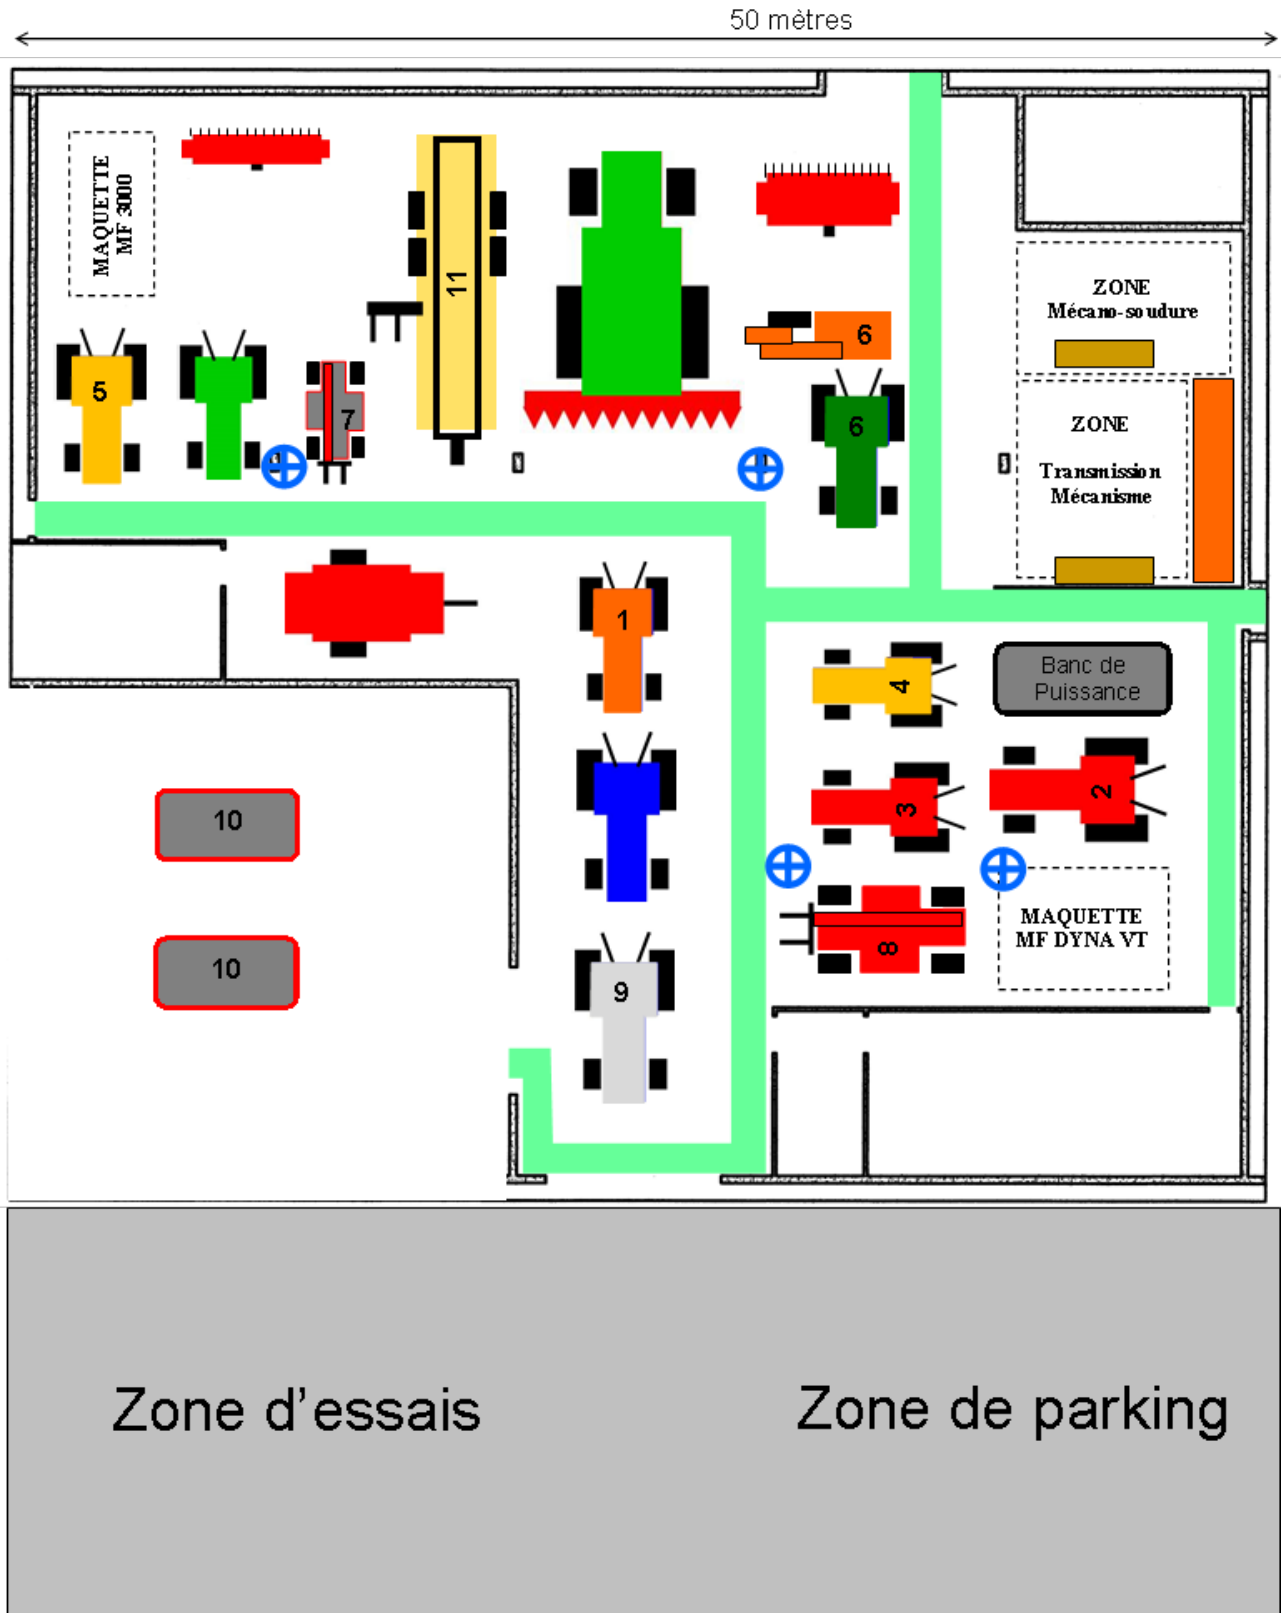 50 mètres
MAQUETTE
MF 3000
11
ZONE
Mécano-soudure
6
5
7
6
ZONE
Transmission
Mécanisme
1
4
Banc de
Puissance
2
3
10
8
MAQUETTE
MF DYNA VT
10
9
Zone d'essais
Zone de parking